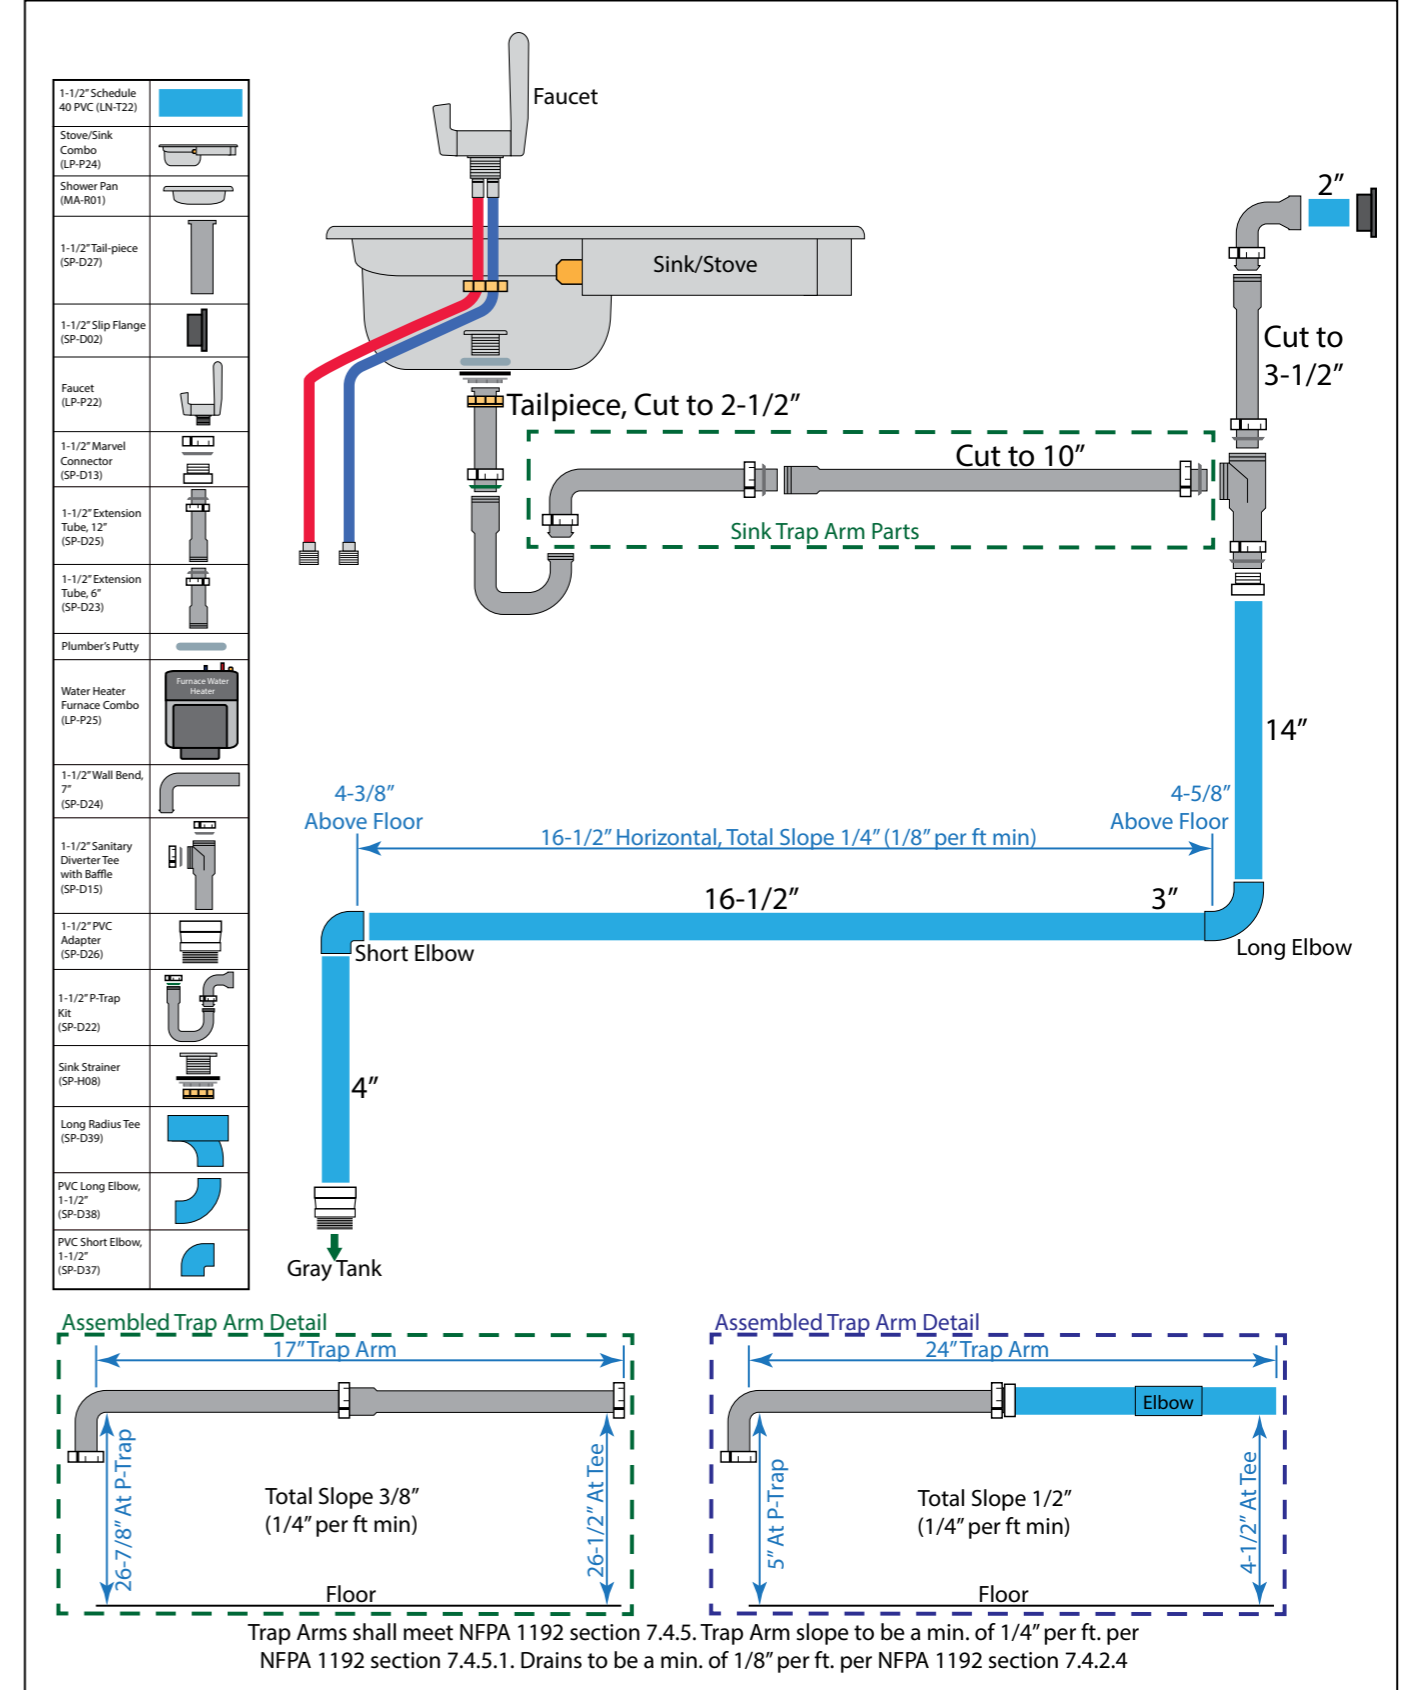 1-1/2" Schedule
40 PVC (LN-T22)
Stove/Sink
Combo
(LP-P24)
Shower Pan
(MA-R01)
1-1/2" Tail-piece
(SP-D27)
1-1/2" Slip Flange
(SP-D02)
Faucet
(LP-P22)
1-1/2" Marvel
Connector
(SP-D13)
1-1/2" Extension
Tube, 12"
(SP-D25)
1-1/2" Extension
Tube, 6"
(SP-D23)
Plumber's Putty
Water Heater
Furnace Combo
(LP-P25)
Furnace Water
Heater
1-1/2" Wall Bend,
7"
(SP-D24)
1-1/2" Sanitary
Diverter Tee
with Baffle
(SP-D15)
1-1/2" PVC
Adapter
(SP-D26)
1-1/2" P-Trap
Kit
(SP-D22)
Sink Strainer
(SP-H08)
Long Radius Tee
(SP-D39)
PVC Long Elbow,
1-1/2"
(SP-D38)
PVC Short Elbow,
1-1/2"
(SP-D37)
Faucet
Sink/Stove
2"
Cut to
3-1/2"
Tailpiece, Cut to 2-1/2"
Cut to 10"
Sink Trap Arm Parts
14"
4-3/8"
Above Floor
4-5/8"
Above Floor
16-1/2" Horizontal, Total Slope 1/4" (1/8" per ft min)
16-1/2"
3"
Short Elbow
Long Elbow
4"
Gray Tank
Assembled Trap Arm Detail
17" Trap Arm
26-7/8" At P-Trap
Total Slope 3/8"
(1/4" per ft min)
26-1/2" At Tee
Floor
Assembled Trap Arm Detail
24" Trap Arm
Elbow
5" At P-Trap
Total Slope 1/2"
(1/4" per ft min)
4-1/2" At Tee
Floor
Trap Arms shall meet NFPA 1192 section 7.4.5. Trap Arm slope to be a min. of 1/4" per ft. per
NFPA 1192 section 7.4.5.1. Drains to be a min. of 1/8" per ft. per NFPA 1192 section 7.4.2.4